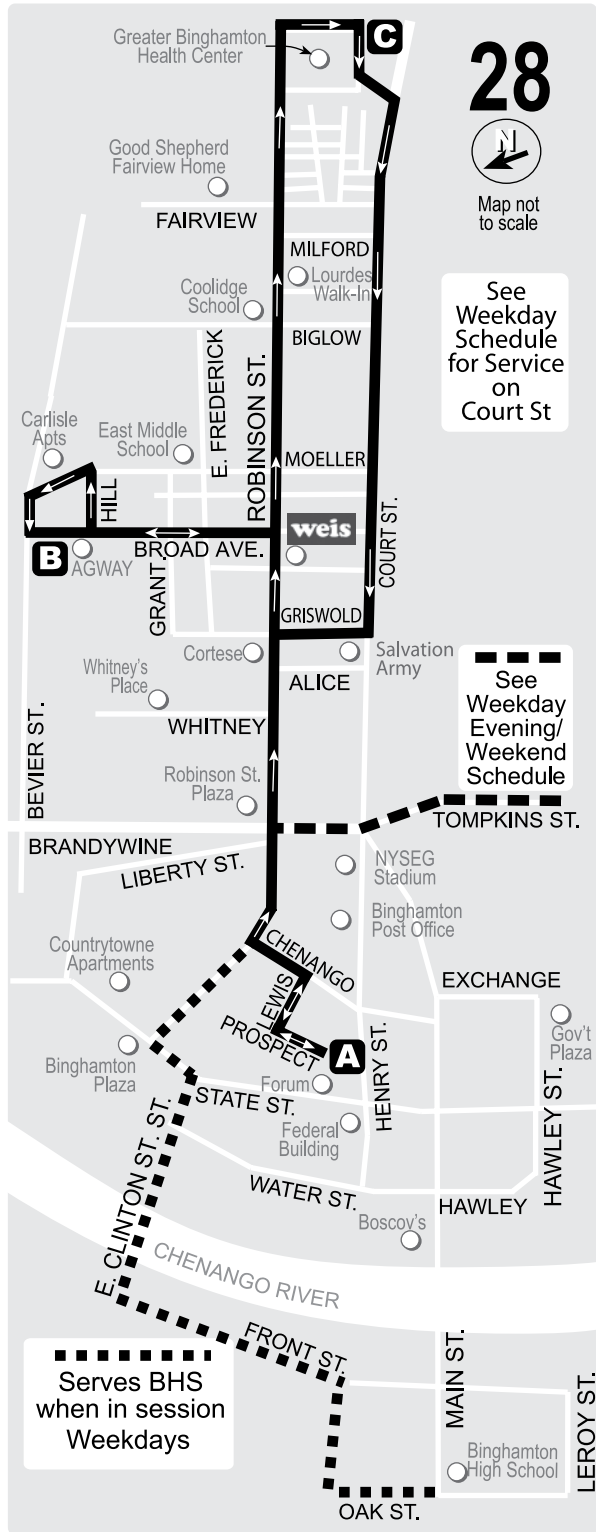 28
N
Map not
to scale
Greater Binghamton
Health Center
C
Good Shepherd
Fairview Home
FAIRVIEW
MILFORD
Lourdes
Walk-In
Coolidge
School
BIGLOW
See
Weekday
Schedule
for Service
on
Court St
E. FREDERICK
ROBINSON ST.
Carlisle
Apts
East Middle
School
MOELLER
HILL
weis
COURT ST.
B
BROAD AVE.
AGWAY
GRANT
GRISWOLD
Cortese
Salvation
Army
Whitney's
Place
ALICE
WHITNEY
See
Weekday
Evening/
Weekend
Schedule
BEVIER ST.
Robinson St.
Plaza
TOMPKINS ST.
BRANDYWINE
LIBERTY ST.
NYSEG
Stadium
Binghamton
Post Office
Countrytowne
Apartments
CHENANGO
EXCHANGE
LEWIS
PROSPECT
A
Gov't
Plaza
Binghamton
Plaza
Forum
HENRY ST.
STATE ST.
Federal
Building
HAWLEY ST.
WATER ST.
HAWLEY
Boscov's
E. CLINTON ST. ST.
CHENANGO RIVER
FRONT ST.
Serves BHS
when in session
Weekdays
MAIN ST.
LEROY ST.
Binghamton
High School
OAK ST.